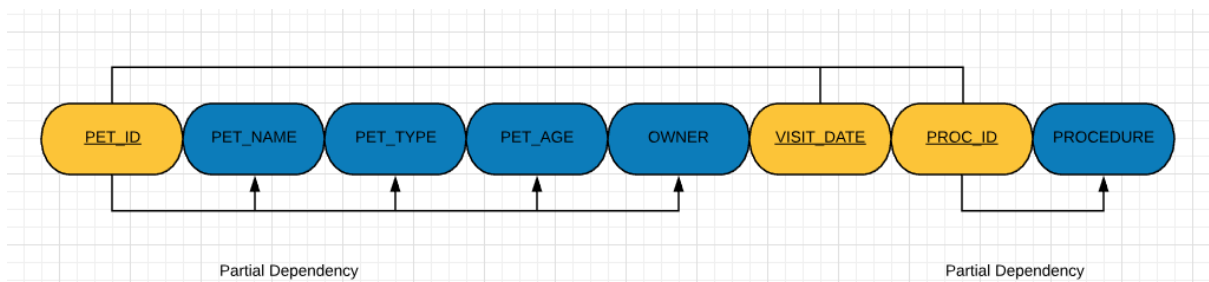 PET_ID PET_NAME PET_TYPE PET_AGE OWNER VISIT_DATE PROC_ID PROCEDURE
Partial Dependency Partial Dependency